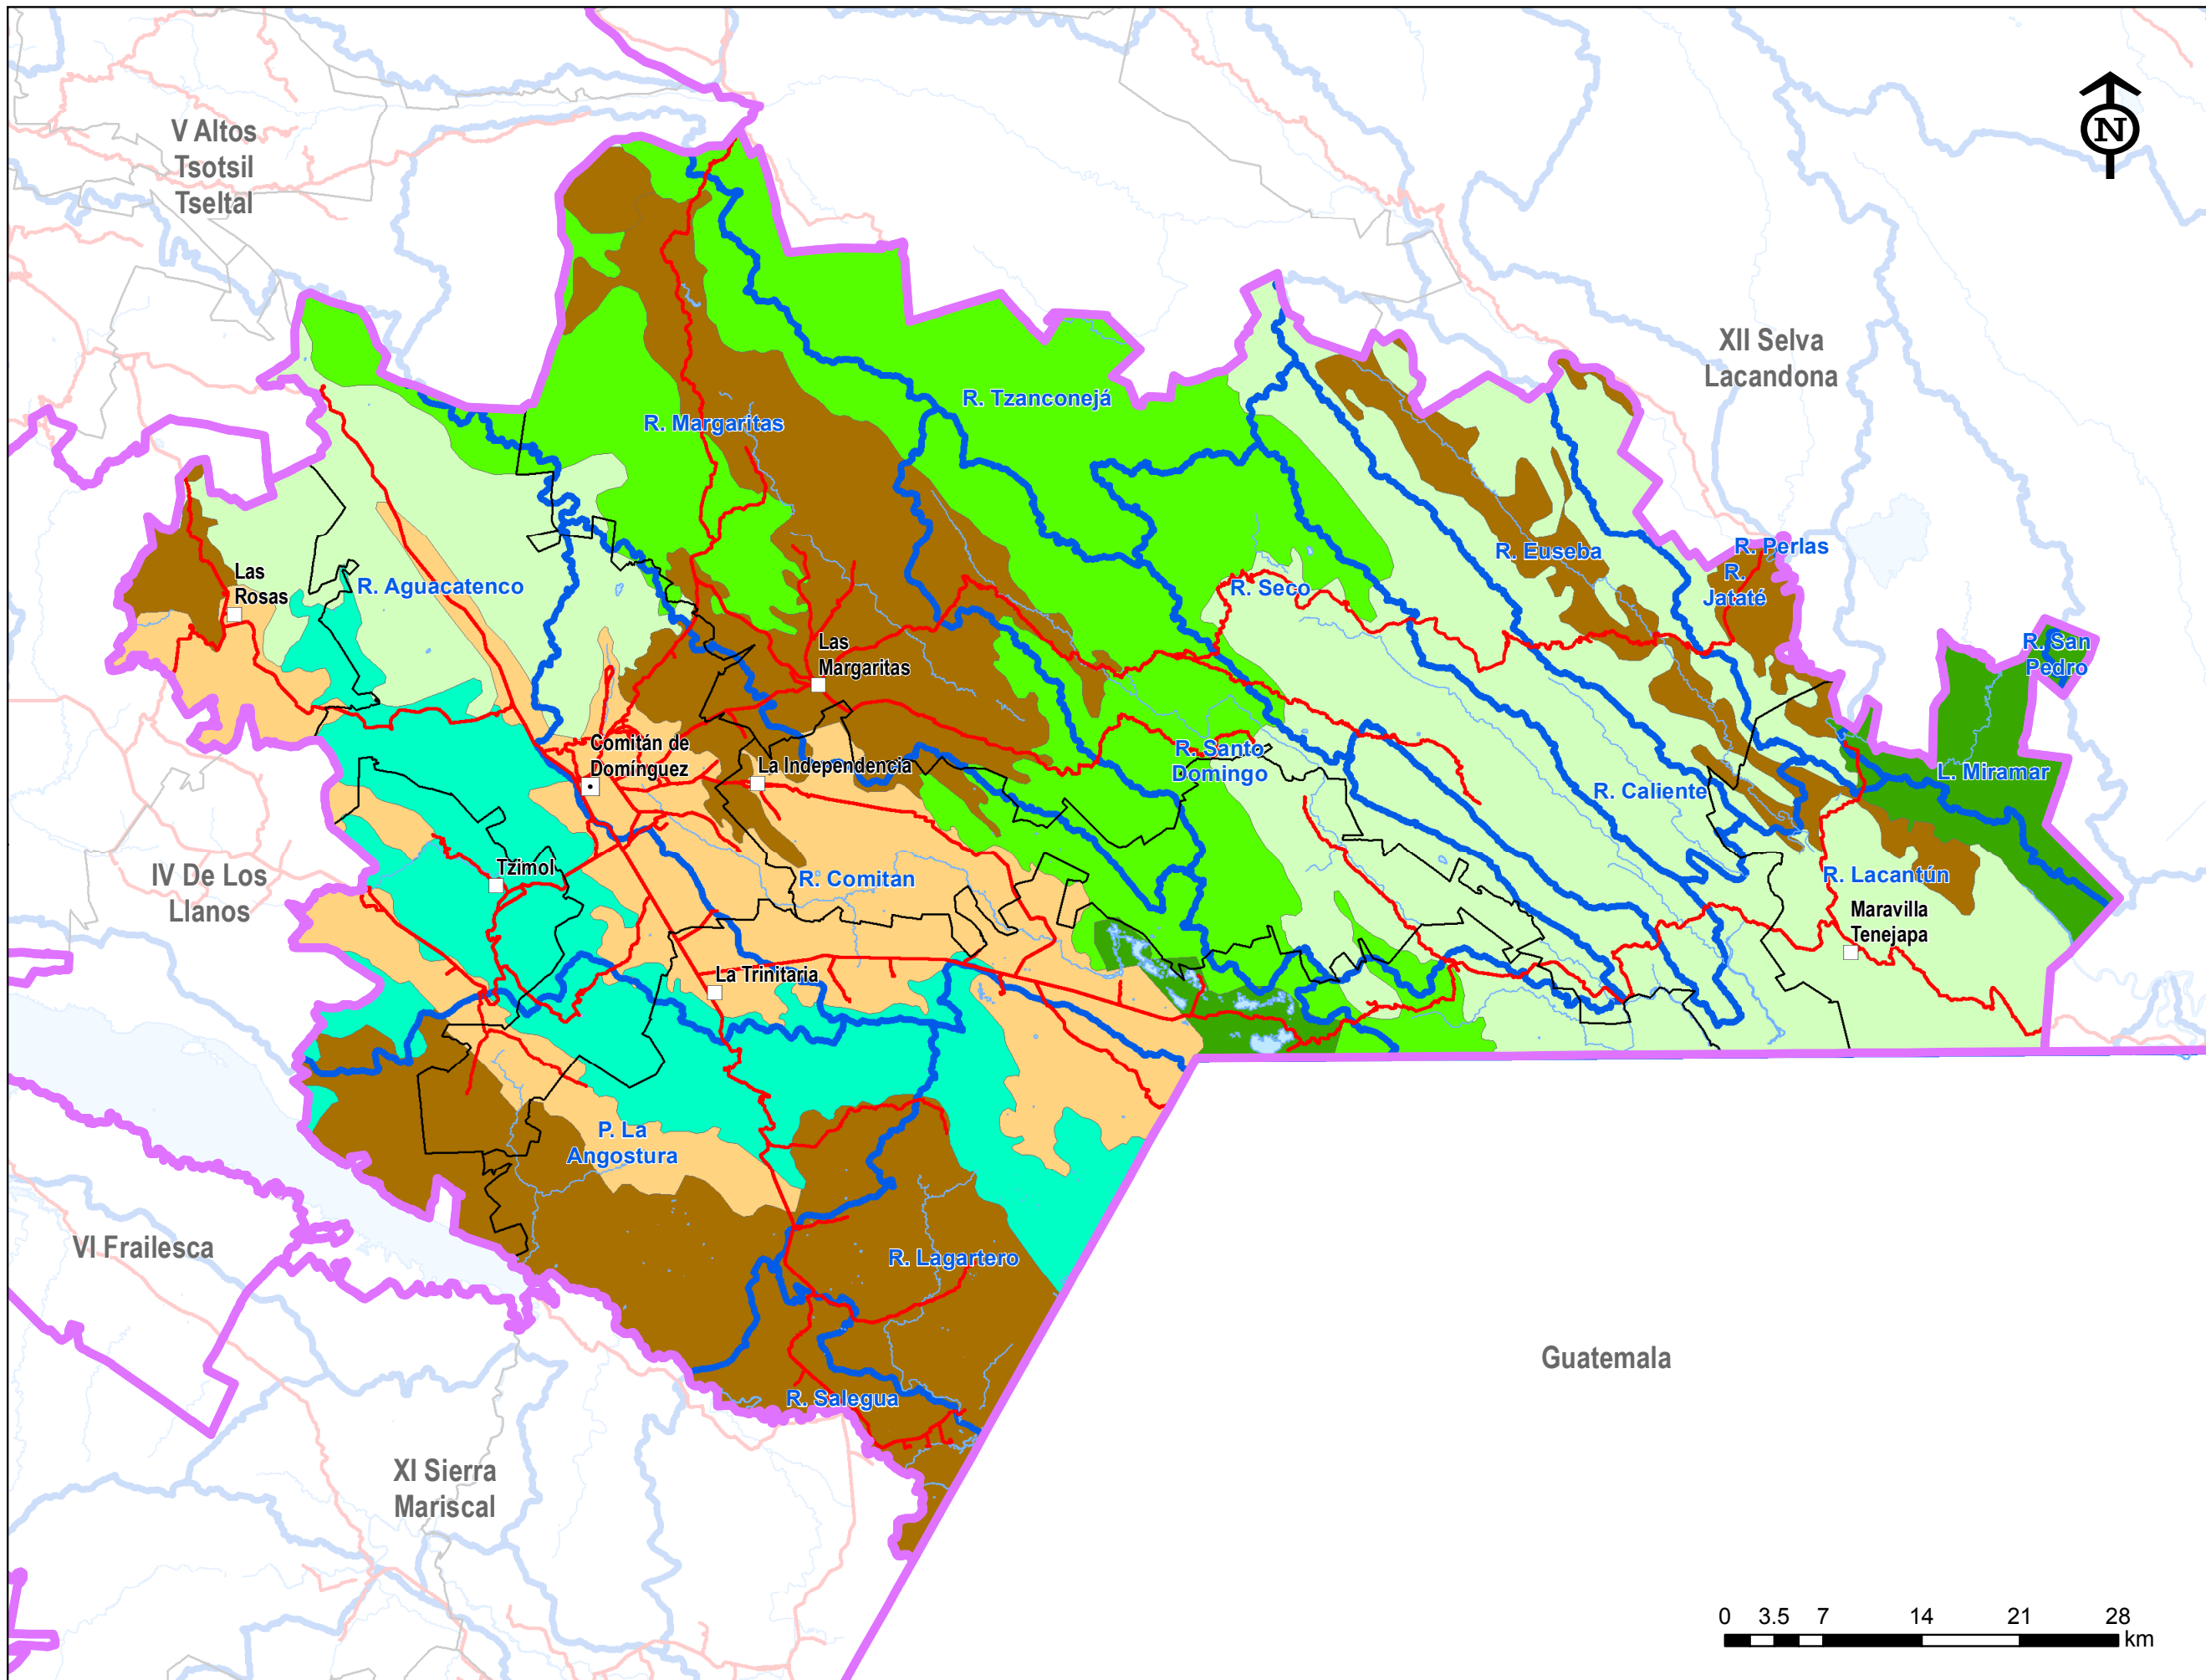 V Altos
Tsotsil
Tseltal
N
XII Selva
Lacandona
R. Tzanconejá
R. Margaritas
R. Euseba
R. Perlas
R.
Jataté
Las
Rosas
R. Aguacatenco
R. Seco
R. San
Pedro
Las
Margaritas
Comitán de
Domínguez
La Independencia
R. Santo
Domingo
R. Caliente
L. Miramar
Tzimol
IV De Los
Llanos
R. Comitan
R. Lacantún
Maravilla
Tenejapa
La Trinitaria
P. La
Angostura
VI Frailesca
R. Lagartero
Guatemala
R. Salegua
XI Sierra
Mariscal
0 3.5 7 14 21 28
km